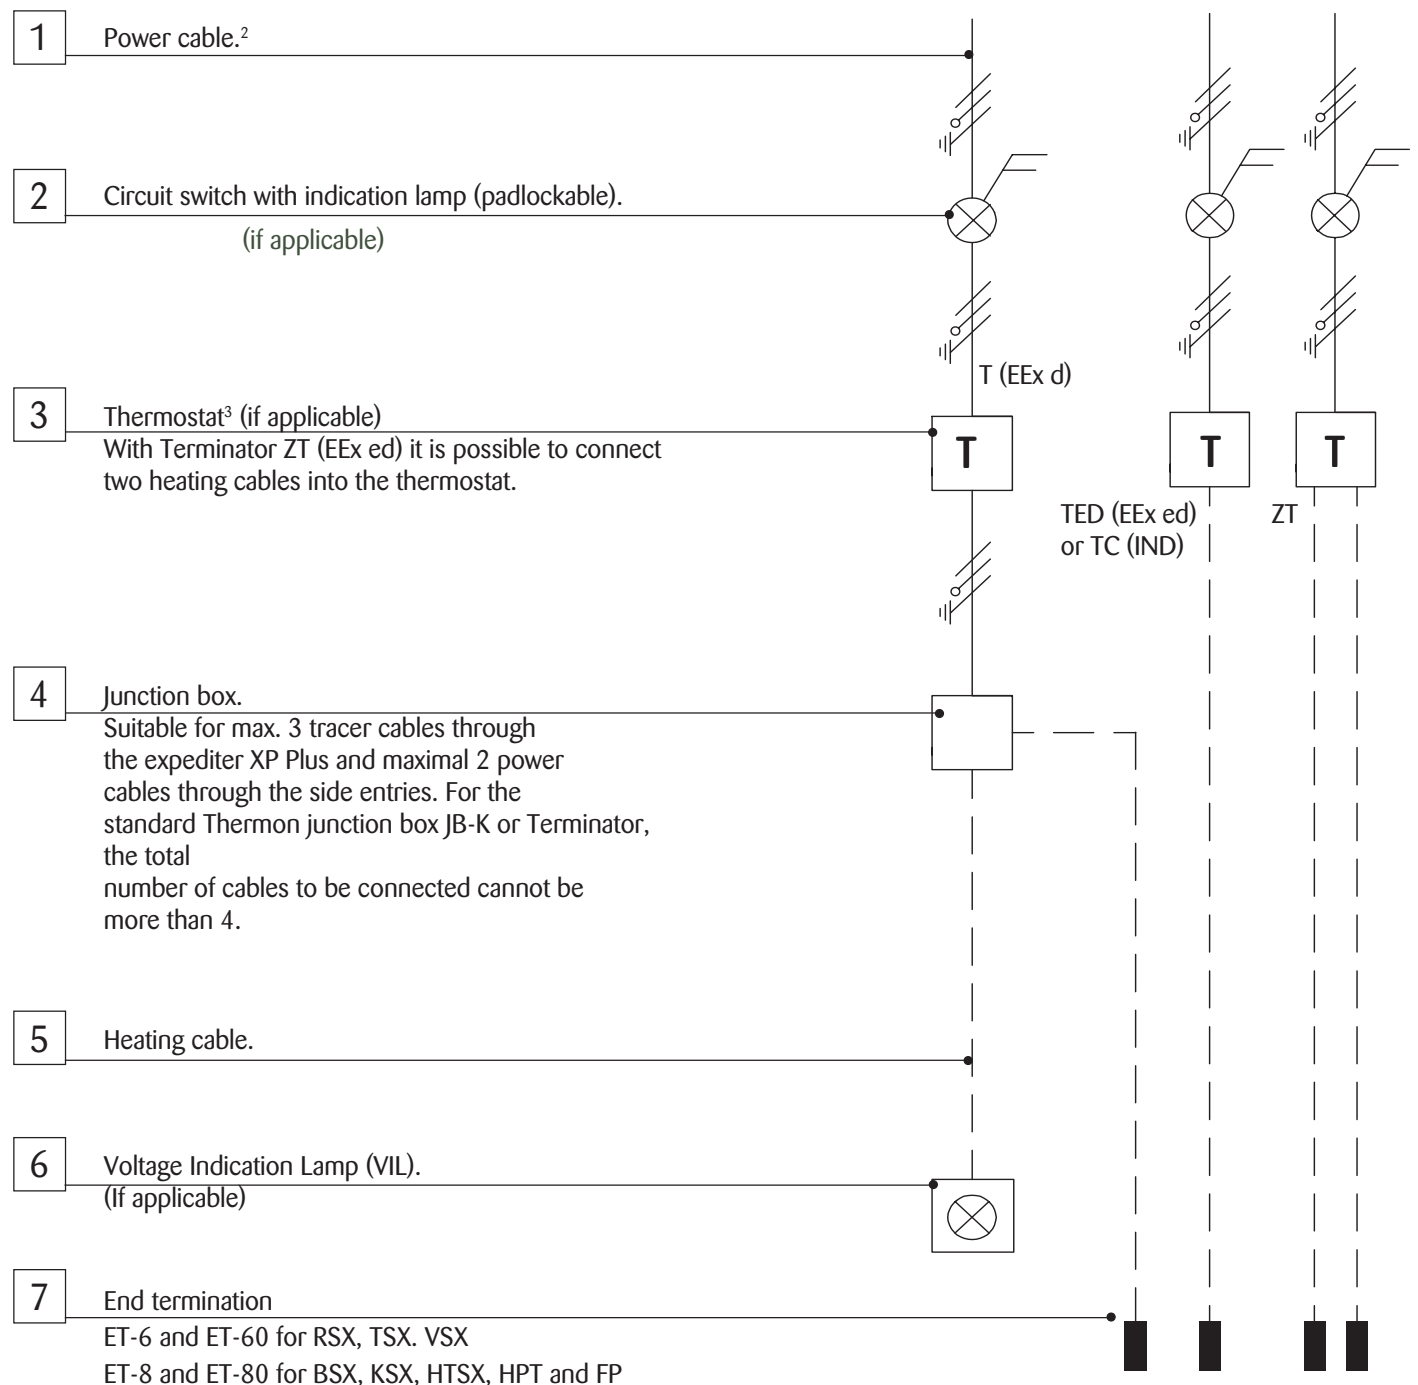 1
Power cable.²
2
Circuit switch with indication lamp (padlockable).
(if applicable)
T (EEx d)
3
Thermostat³ (if applicable)
With Terminator ZT (EEx ed) it is possible to connect
two heating cables into the thermostat.
T
T
T
TED (EEx ed)
or TC (IND)
ZT
4
Junction box.
Suitable for max. 3 tracer cables through
the expediter XP Plus and maximal 2 power
cables through the side entries. For the
standard Thermon junction box JB-K or Terminator,
the total
number of cables to be connected cannot be
more than 4.
5
Heating cable.
6
Voltage Indication Lamp (VIL).
(If applicable)
7
End termination
ET-6 and ET-60 for RSX, TSX. VSX
ET-8 and ET-80 for BSX, KSX, HTSX, HPT and FP